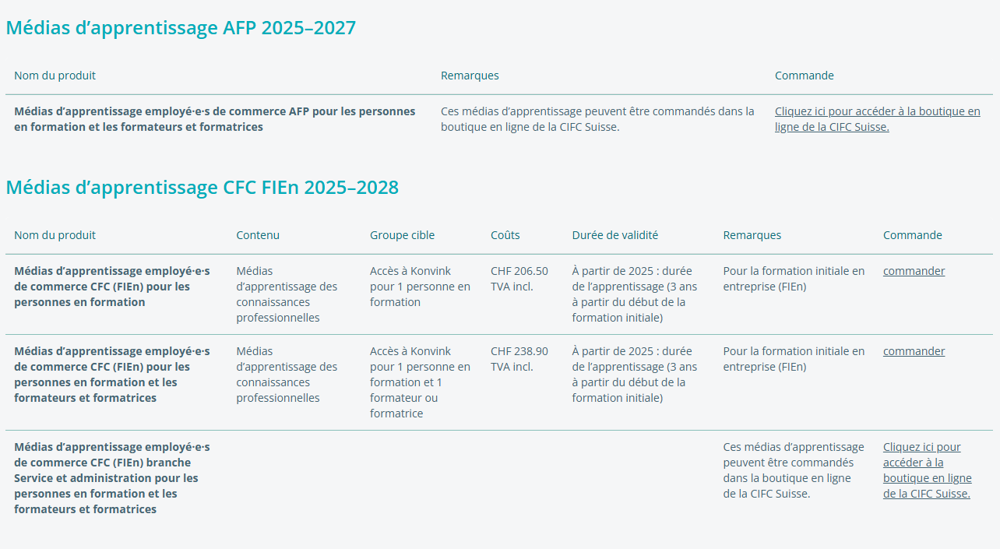 Médias d’apprentissage AFP 2025–2027
Nom du produit Remarques Commande
Médias d’apprentissage employé·e·s de commerce AFP pour les personnes
en formation et les formateurs et formatrices
Ces médias d’apprentissage peuvent être commandés dans la
boutique en ligne de la CIFC Suisse.
Cliquez ici pour accéder à la boutique en
ligne de la CIFC Suisse.
Médias d’apprentissage CFC FIEn 2025–2028
Nom du produit Contenu Groupe cible Coûts Durée de validité Remarques Commande
Médias d’apprentissage employé·e·s
de commerce CFC (FIEn) pour les
personnes en formation
Médias
d’apprentissage des
connaissances
professionnelles
Accès à Konvink
pour 1 personne en
formation
CHF 206.50
TVA incl.
À partir de 2025 : durée
de l’apprentissage (3 ans
à partir du début de la
formation initiale)
Pour la formation initiale en
entreprise (FIEn)
commander
Médias d’apprentissage employé·e·s
de commerce CFC (FIEn) pour les
personnes en formation et les
formateurs et formatrices
Médias
d’apprentissage des
connaissances
professionnelles
Accès à Konvink
pour 1 personne en
formation et 1
formateur ou
formatrice
CHF 238.90
TVA incl.
À partir de 2025 : durée
de l’apprentissage (3 ans
à partir du début de la
formation initiale)
Pour la formation initiale en
entreprise (FIEn)
commander
Médias d’apprentissage employé·e·s
de commerce CFC (FIEn) branche
Service et administration pour les
personnes en formation et les
formateurs et formatrices
Ces médias d’apprentissage
peuvent être commandés
dans la boutique en ligne
de la CIFC Suisse.
Cliquez ici pour
accéder à la
boutique en ligne
de la CIFC Suisse.